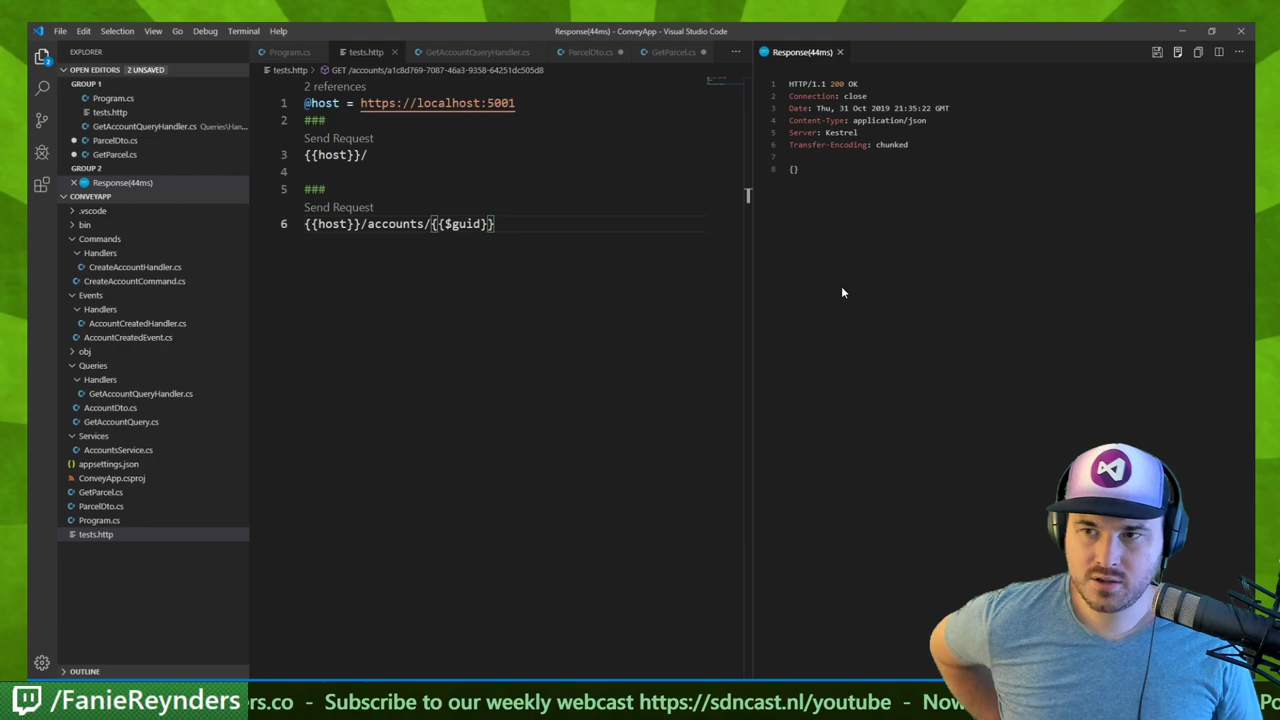 File Edit Selection View Go Debug Terminal Help
tests.http - ConveyApp - Visual Studio Code
EXPLORER
OPEN EDITORS 2 UNSAVED
GROUP 1
Program.cs
tests.http
GetAccountQueryHandler.cs Queries\Han...
ParcelDto.cs
GetParcel.cs
GROUP 2
Response(44ms)
CONVEYAPP
.vscode
bin
Commands
Handlers
CreateAccountHandler.cs
CreateAccountCommand.cs
Events
Handlers
AccountCreatedHandler.cs
AccountCreatedEvent.cs
obj
Queries
Handlers
GetAccountQueryHandler.cs
AccountDto.cs
GetAccountQuery.cs
Services
AccountsService.cs
appsettings.json
ConveyApp.csproj
GetParcel.cs
ParcelDto.cs
Program.cs
tests.http
OUTLINE
Program.cs tests.http GetAccountQueryHandler.cs ParcelDto.cs GetParcel.cs
tests.http > GET /accounts/a1c8d769-7087-46a3-9358-64251dc505d8
2 references
1 @host = https://localhost:5001
2 ###
Send Request
3 {{host}}/
4
5 ###
Send Request
6 {{host}}/accounts/{{$guid}}
Response(44ms)
1 HTTP/1.1 200 OK
2 Connection: close
3 Date: Thu, 31 Oct 2019 21:35:22 GMT
4 Content-Type: application/json
5 Server: Kestrel
6 Transfer-Encoding: chunked
7
8 {}
/FanieReynders
ers.co - Subscribe to our weekly webcast https://sdncast.nl/youtube - Now